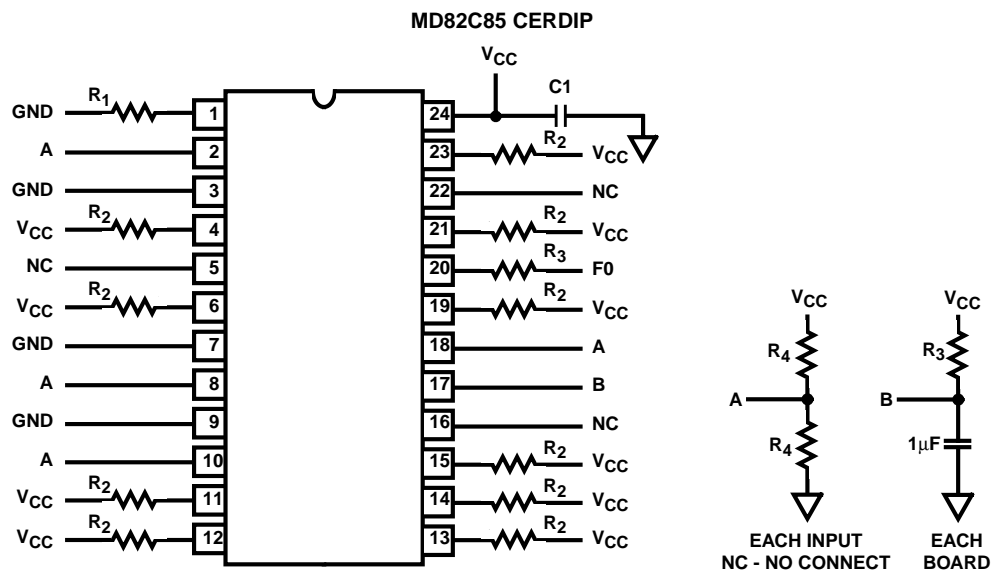 MD82C85 CERDIP
VCC
C1
GND R1 1
A 2
GND 3
VCC R2 4
NC 5
VCC R2 6
GND 7
A 8
GND 9
A 10
VCC R2 11
VCC R2 12
24
23 R2 VCC
22 NC
21 R2 VCC
20 R3 F0
19 R2 VCC
18 A
17 B
16 NC
15 R2 VCC
14 R2 VCC
13 R2 VCC
VCC
R4
A
R4
EACH INPUT
NC - NO CONNECT
VCC
R3
B
1μF
EACH
BOARD